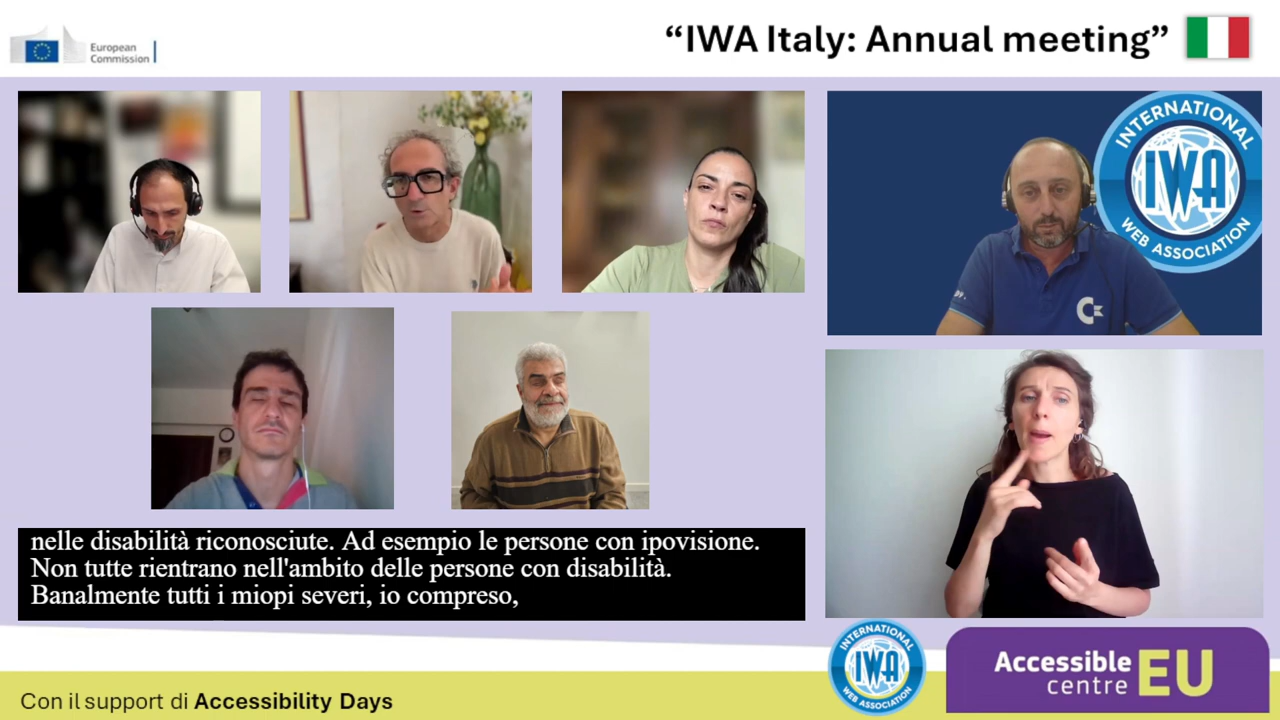 European
Commission
“IWA Italy: Annual meeting”
INTERNATIONAL
IWA
WEB ASSOCIATION
nelle disabilità riconosciute. Ad esempio le persone con ipovisione.
Non tutte rientrano nell'ambito delle persone con disabilità.
Banalmente tutti i miopi severi, io compreso,
Con il support di Accessibility Days
INTERNATIONAL
IWA
WEB ASSOCIATION
Accessible
centre
EU